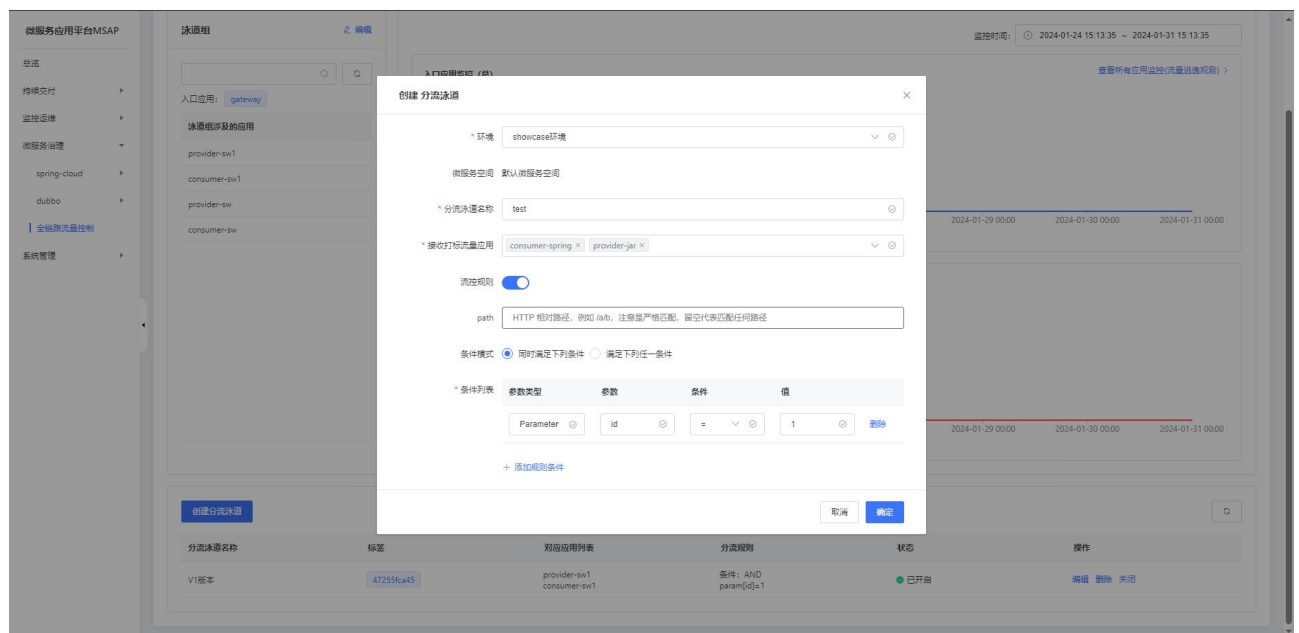 微服务应用平台MSAP
总览
持续交付
监控运维
微服务治理
spring-cloud
dubbo
全链路流量控制
系统管理
泳道组
编辑
入口应用: gateway
泳道组涉及的应用
provider-sw1
consumer-sw1
provider-sw
consumer-sw
监控时间: 2024-01-24 15:13:35 ~ 2024-01-31 15:13:35
入口应用监控 (总)
查看所有应用监控(流量逃逸观测) >
2024-01-29 00:00 2024-01-30 00:00 2024-01-31 00:00
2024-01-29 00:00 2024-01-30 00:00 2024-01-31 00:00
创建 分流泳道
* 环境 showcase环境
微服务空间 默认微服务空间
* 分流泳道名称 test
* 接收打标流量应用 consumer-spring × provider-jar ×
流控规则
path HTTP 相对路径，例如 /a/b，注意是严格匹配，留空代表匹配任何路径
条件模式 同时满足下列条件 满足下列任一条件
* 条件列表 参数类型 参数 条件 值
Parameter id = 1 删除
+ 添加规则条件
取消 确定
创建分流泳道
分流泳道名称 标签 对应应用列表 分流规则 状态 操作
V1版本 47255fca45 provider-sw1 条件: AND 已开启 编辑 删除 关闭
consumer-sw1 param[id]=1